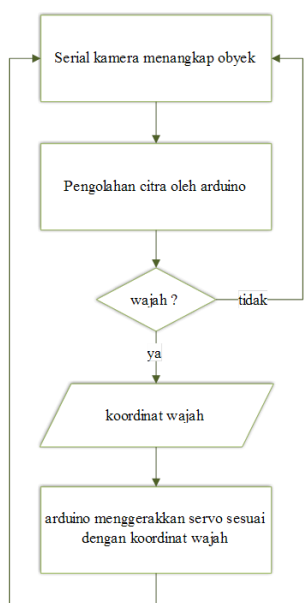 Serial kamera menangkap obyek
Pengolahan citra oleh arduino
wajah ?
tidak
ya
koordinat wajah
arduino menggerakkan servo sesuai
dengan koordinat wajah